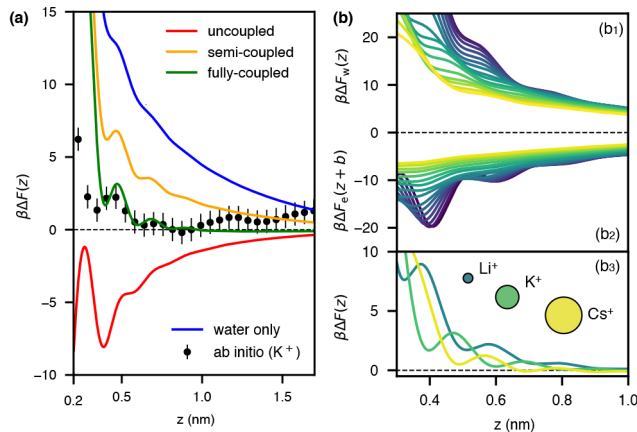 (a)
15
10
5
0
−5
−10
βΔF(z)
uncoupled
semi-coupled
fully-coupled
water only
ab initio (K⁺)
0.2
0.5
1.0
1.5
z (nm)
(b)
(b₁)
20
10
0
βΔF_w(z)
−10
−20
βΔF_e(z + b)
(b₂)
10
5
0
βΔF(z)
(b₃)
Li⁺
K⁺
Cs⁺
0.4
0.6
0.8
1.0
z (nm)